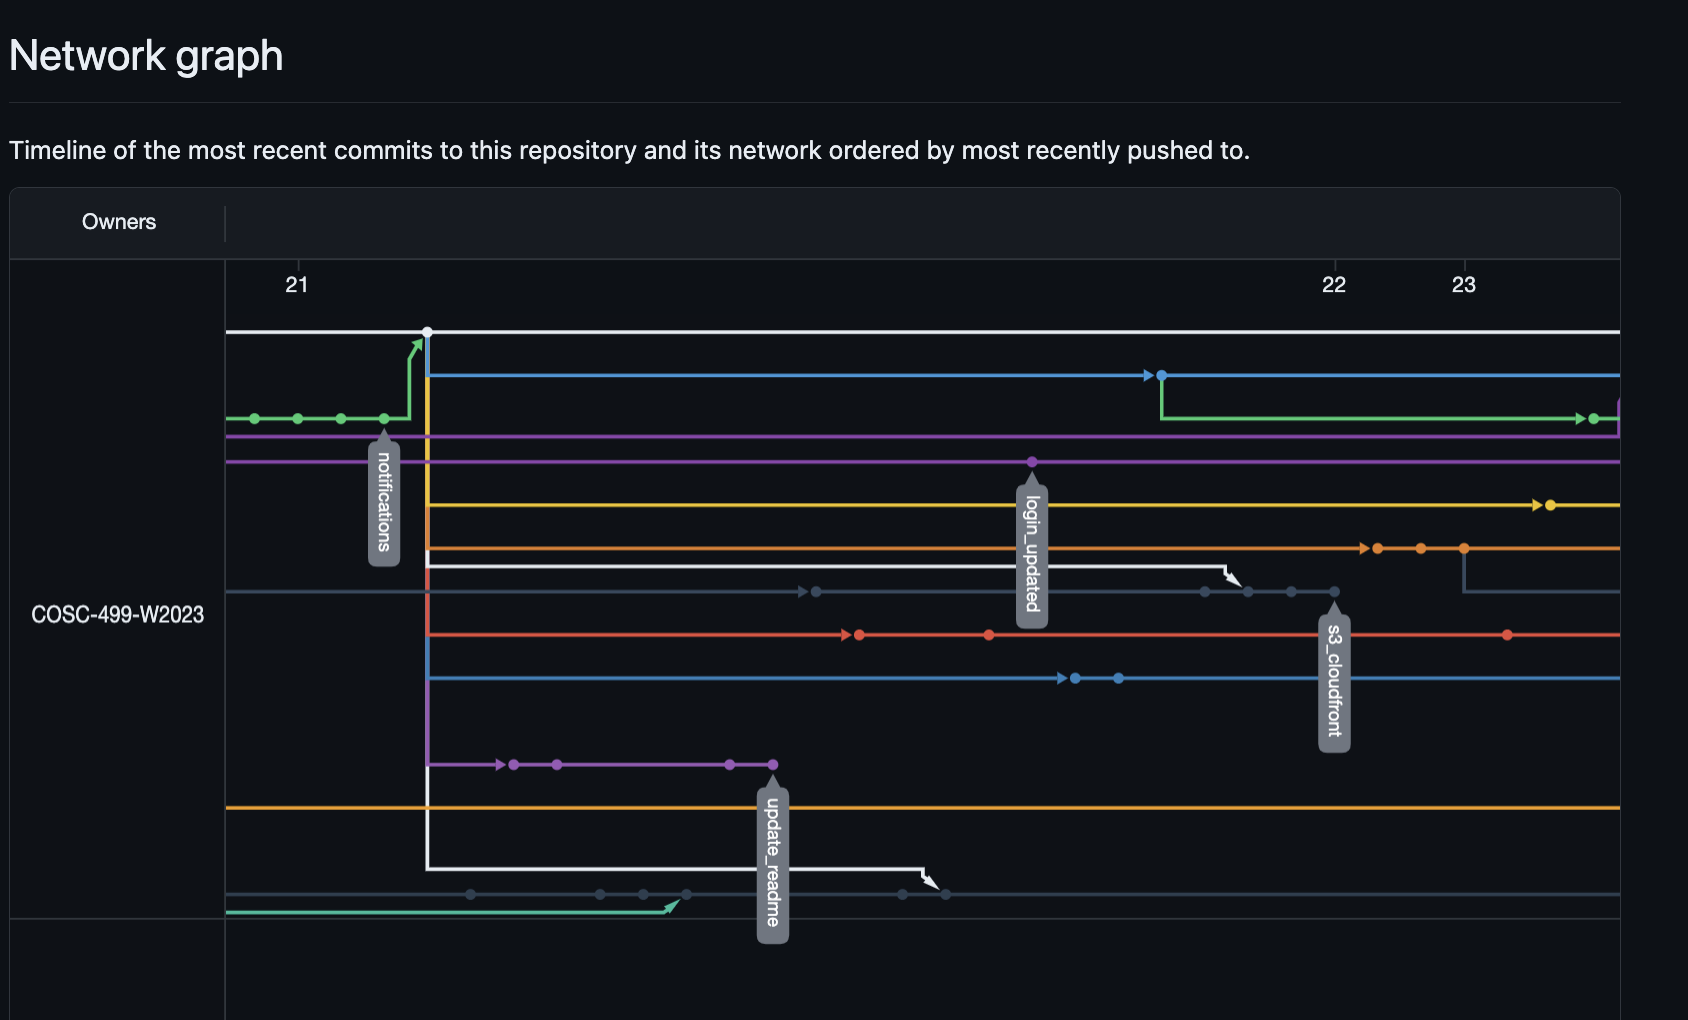 Network graph
Timeline of the most recent commits to this repository and its network ordered by most recently pushed to.
Owners
21 22 23
COSC-499-W2023
notifications
login_updated
s3_cloudfront
update_readme